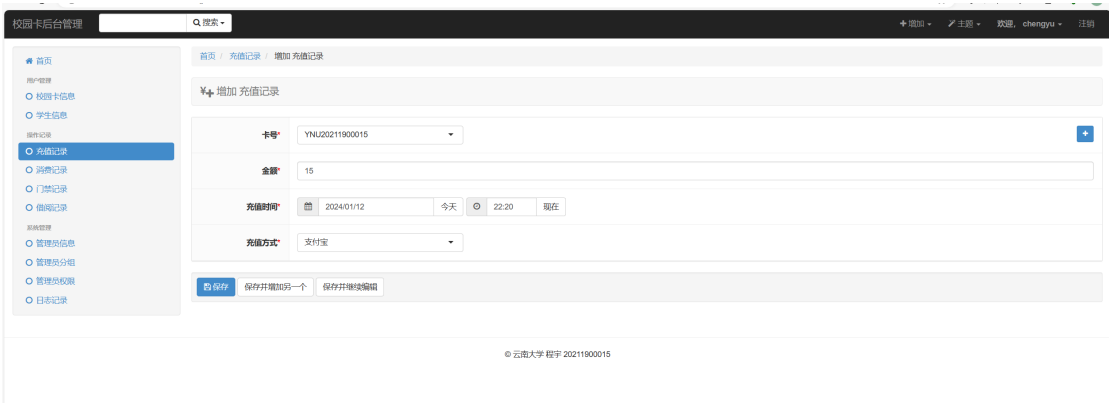 校园卡后台管理 搜索 增加 主题 欢迎，chengyu 注销
首页
用户管理
校园卡信息
学生信息
操作记录
充值记录
消费记录
门禁记录
借阅记录
系统管理
管理员信息
管理员分组
管理员权限
日志记录
首页 / 充值记录 / 增加 充值记录
¥+ 增加 充值记录
卡号* YNU20211900015
金额* 15
充值时间* 2024/01/12 今天 22:20 现在
充值方式* 支付宝
保存 保存并增加另一个 保存并继续编辑
© 云南大学 程宇 20211900015